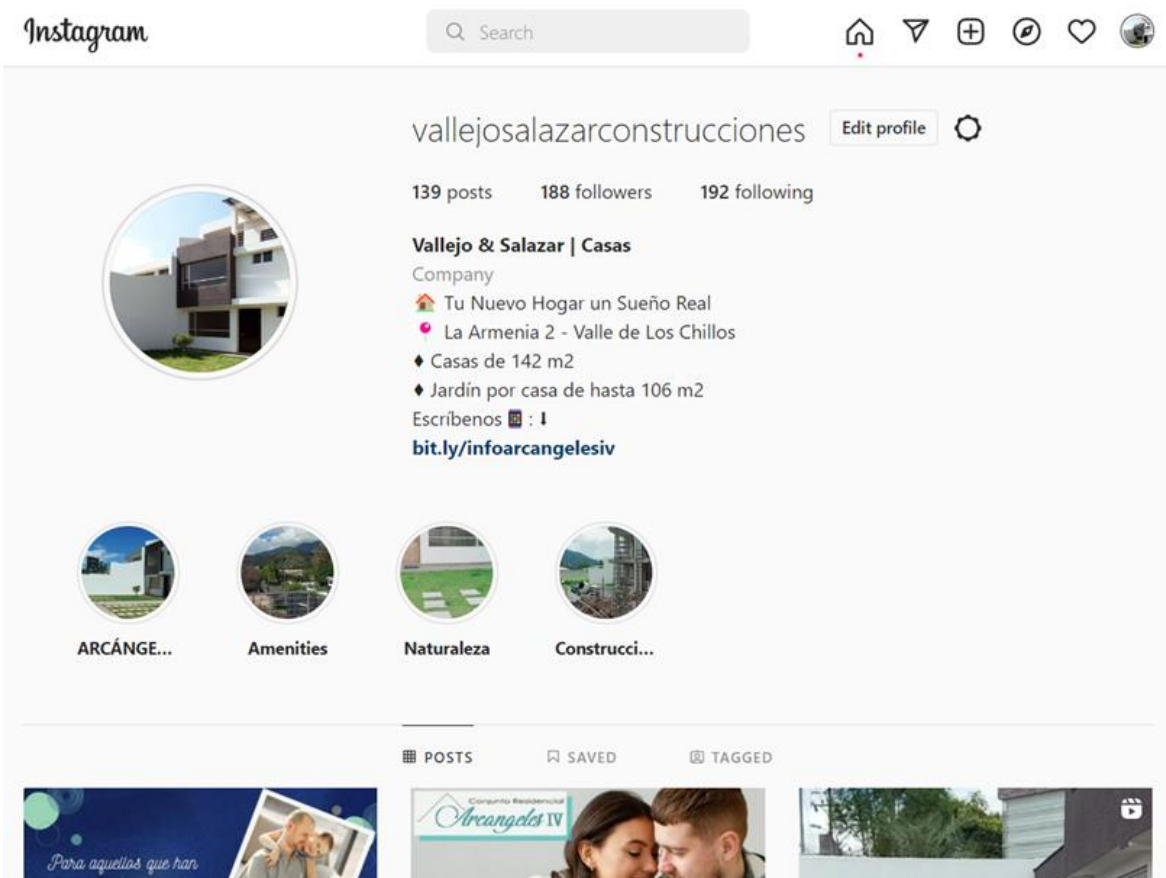 Instagram
Search
vallejosalazarconstrucciones Edit profile
139 posts 188 followers 192 following
Vallejo & Salazar | Casas
Company
🏠 Tu Nuevo Hogar un Sueño Real
📍 La Armenia 2 - Valle de Los Chillos
♦ Casas de 142 m2
♦ Jardín por casa de hasta 106 m2
Escríbenos 📲 : ⬇
bit.ly/infoarcangelesiv
ARCÁNGE... Amenities Naturaleza Construcci...
POSTS SAVED TAGGED
Para aquellos que han
Conjunto Residencial
Arcangeles IV